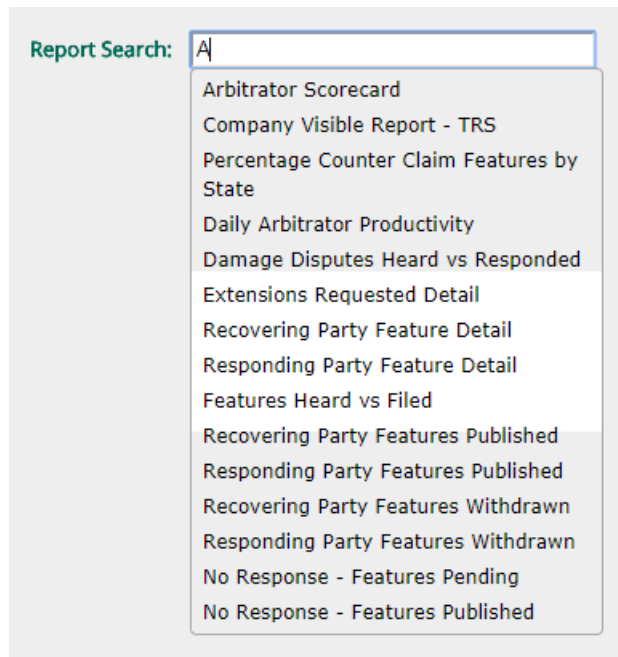 Report Search: A
Arbitrator Scorecard
Company Visible Report - TRS
Percentage Counter Claim Features by
State
Daily Arbitrator Productivity
Damage Disputes Heard vs Responded
Extensions Requested Detail
Recovering Party Feature Detail
Responding Party Feature Detail
Features Heard vs Filed
Recovering Party Features Published
Responding Party Features Published
Recovering Party Features Withdrawn
Responding Party Features Withdrawn
No Response - Features Pending
No Response - Features Published